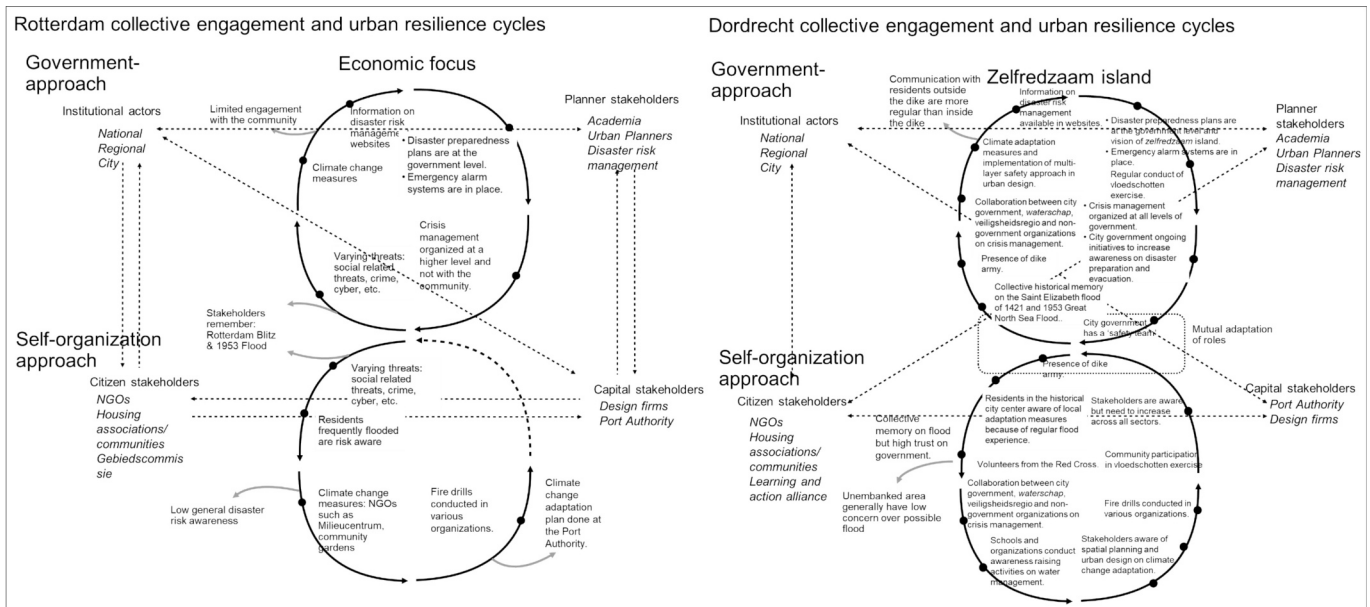 Rotterdam collective engagement and urban resilience cycles
Government-
approach
Economic focus
Institutional actors
National
Regional
City
Limited engagement
with the community
Information on
disaster risk
management
websites
Climate change
measures
• Disaster preparedness
plans are at the
government level.
• Emergency alarm
systems are in place.
Planner stakeholders
Academia
Urban Planners
Disaster risk
management
Crisis
management
organized at a
higher level and
not with the
community.
Varying threats:
social related
threats, crime,
cyber, etc.
Stakeholders
remember:
Rotterdam Blitz
& 1953 Flood
Self-organization
approach
Citizen stakeholders
NGOs
Housing
associations/
communities
Gebiedscommis
sie
Varying threats:
social related
threats, crime,
cyber, etc.
Residents
frequently flooded
are risk aware
Capital stakeholders
Design firms
Port Authority
Low general disaster
risk awareness
Climate change
measures: NGOs
such as
Milieucentrum,
community
gardens
Fire drills
conducted in
various
organizations.
Climate
change
adaptation
plan done at
the Port
Authority.
Dordrecht collective engagement and urban resilience cycles
Government-
approach
Zelfredzaam island
Institutional actors
National
Regional
City
Communication with
residents outside
the dike are more
regular than inside
the dike
Information on
disaster risk
management
available in websites.
• Disaster preparedness plans are
at the government level and
vision of zelfredzaam island.
• Emergency alarm systems are in
place.
Regular conduct of
vloedschotten
exercise.
Planner
stakeholders
Academia
Urban Planners
Disaster risk
management
Climate adaptation
measures and
implementation of multi-
layer safety approach in
urban design.
Collaboration between city
government, waterschap,
veiligheidsregio and non-
government organizations
on crisis management.
• Crisis management
organized at all levels of
government.
• City government ongoing
initiatives to increase
awareness on disaster
preparation and
evacuation.
Presence of dike
army.
Collective historical memory
on the Saint Elizabeth flood
of 1421 and 1953 Great
North Sea Flood..
City government
has a 'safety team'
Mutual adaptation
of roles
Self-organization
approach
Citizen stakeholders
NGOs
Housing
associations/
communities
Learning and
action alliance
Presence of dike
army.
Collective
memory on flood
but high trust on
government.
Residents in the historical
city center aware of local
adaptation measures
because of regular flood
experience.
Stakeholders are aware
but need to increase
across all sectors.
Capital stakeholders
Port Authority
Design firms
Volunteers from the Red Cross.
Community participation
in vloedschotten exercise
Unembanked area
generally have low
concern over possible
flood
Collaboration between city
government, waterschap,
veiligheidsregio and non-
government organizations on
crisis management.
Fire drills conducted in
various organizations.
Schools and
organizations conduct
awareness raising
activities on water
management.
Stakeholders aware of
spatial planning and
urban design on climate
change adaptation.